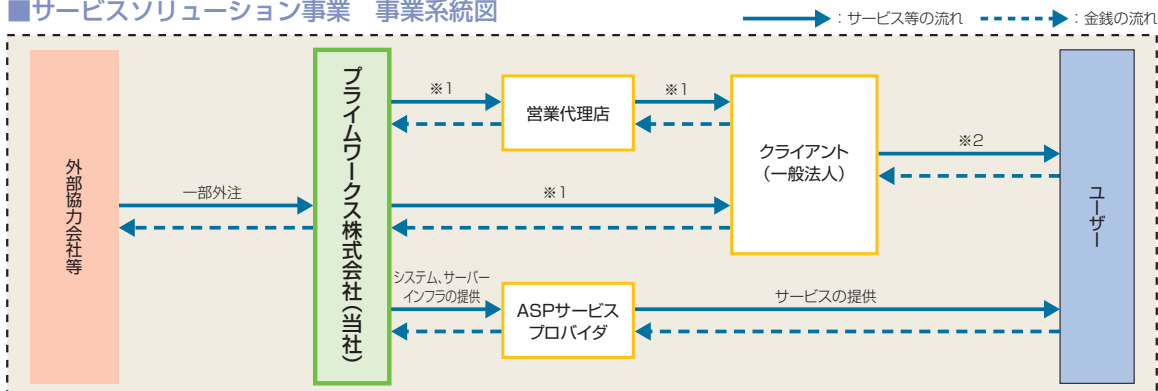 ■サービスソリューション事業　事業系統図
：サービス等の流れ
：金銭の流れ
外部協力会社等
一部外注
プライムワークス株式会社（当社）
※1
営業代理店
※1
クライアント
（一般法人）
※2
ユーザー
※1
システム、サーバー
インフラの提供
ASPサービス
プロバイダ
サービスの提供